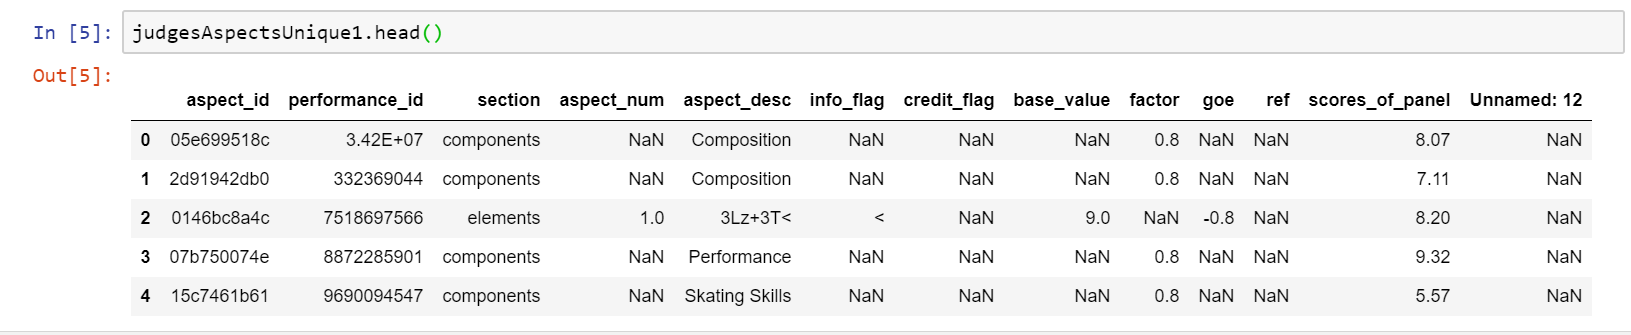 In [5]: judgesAspectsUnique1.head()
Out[5]:
aspect_id performance_id section aspect_num aspect_desc info_flag credit_flag base_value factor goe ref scores_of_panel Unnamed: 12
0 05e699518c 3.42E+07 components NaN Composition NaN NaN NaN 0.8 NaN NaN 8.07 NaN
1 2d91942db0 332369044 components NaN Composition NaN NaN NaN 0.8 NaN NaN 7.11 NaN
2 0146bc8a4c 7518697566 elements 1.0 3Lz+3T< < NaN 9.0 NaN -0.8 NaN 8.20 NaN
3 07b750074e 8872285901 components NaN Performance NaN NaN NaN 0.8 NaN NaN 9.32 NaN
4 15c7461b61 9690094547 components NaN Skating Skills NaN NaN NaN 0.8 NaN NaN 5.57 NaN